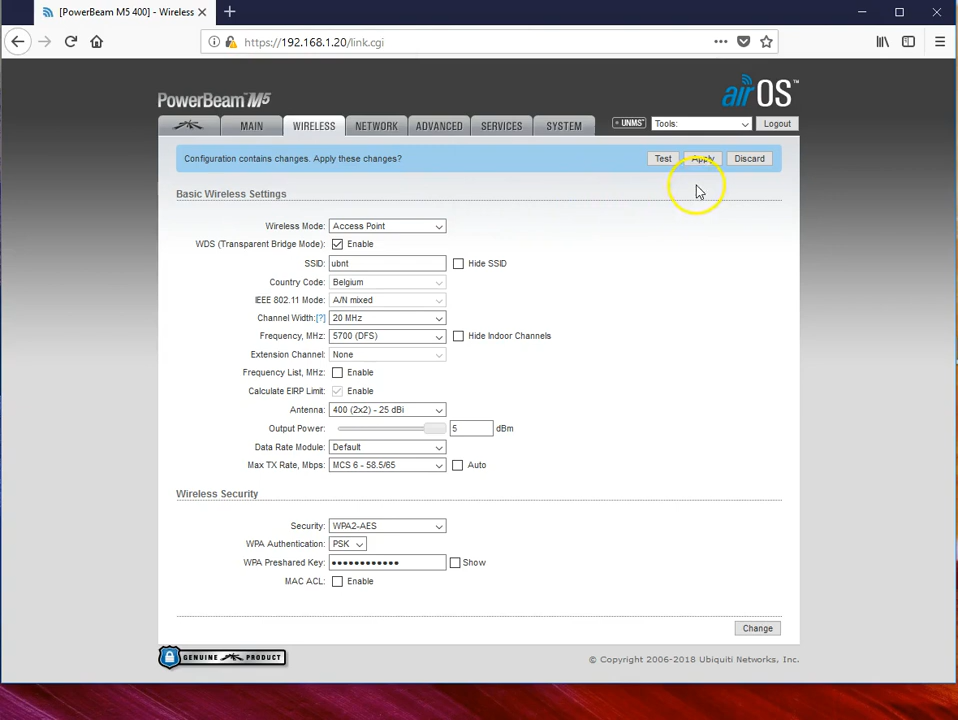 [PowerBeam M5 400] - Wireless
https://192.168.1.20/link.cgi
PowerBeam™M5
airOS™
MAIN WIRELESS NETWORK ADVANCED SERVICES SYSTEM UNMS™ Tools: Logout
Configuration contains changes. Apply these changes? Test Apply Discard
Basic Wireless Settings
Wireless Mode: Access Point
WDS (Transparent Bridge Mode): Enable
SSID: ubnt Hide SSID
Country Code: Belgium
IEEE 802.11 Mode: A/N mixed
Channel Width:[?] 20 MHz
Frequency, MHz: 5700 (DFS) Hide Indoor Channels
Extension Channel: None
Frequency List, MHz: Enable
Calculate EIRP Limit: Enable
Antenna: 400 (2x2) - 25 dBi
Output Power: 5 dBm
Data Rate Module: Default
Max TX Rate, Mbps: MCS 6 - 58.5/65 Auto
Wireless Security
Security: WPA2-AES
WPA Authentication: PSK
WPA Preshared Key: •••••••••••• Show
MAC ACL: Enable
Change
GENUINE PRODUCT
© Copyright 2006-2018 Ubiquiti Networks, Inc.